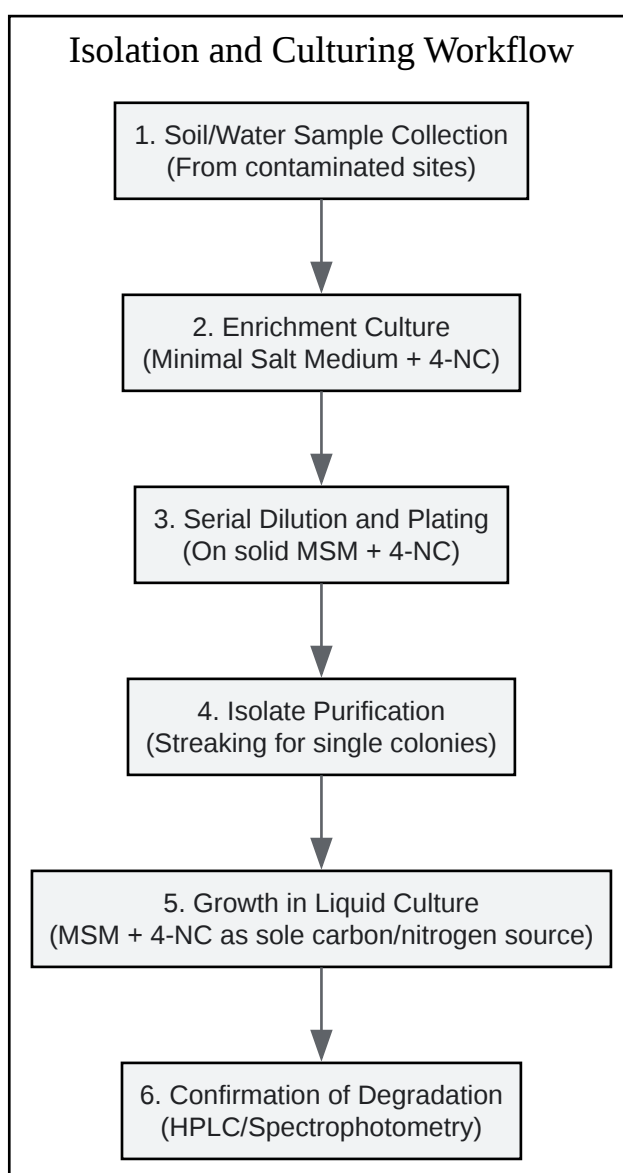 Isolation and Culturing Workflow
1. Soil/Water Sample Collection
(From contaminated sites)
2. Enrichment Culture
(Minimal Salt Medium + 4-NC)
3. Serial Dilution and Plating
(On solid MSM + 4-NC)
4. Isolate Purification
(Streaking for single colonies)
5. Growth in Liquid Culture
(MSM + 4-NC as sole carbon/nitrogen source)
6. Confirmation of Degradation
(HPLC/Spectrophotometry)